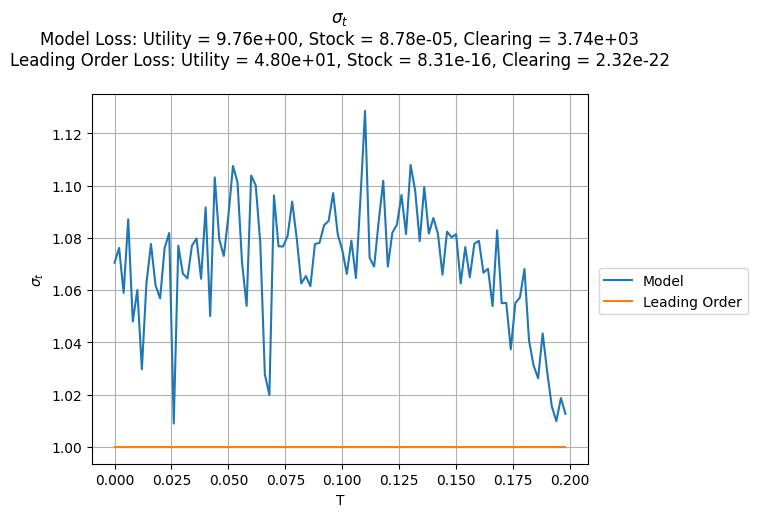 σₜ
Model Loss: Utility = 9.76e+00, Stock = 8.78e-05, Clearing = 3.74e+03
Leading Order Loss: Utility = 4.80e+01, Stock = 8.31e-16, Clearing = 2.32e-22
1.12
1.10
1.08
1.06
1.04
1.02
1.00
σₜ
0.000 0.025 0.050 0.075 0.100 0.125 0.150 0.175 0.200
T
Model
Leading Order